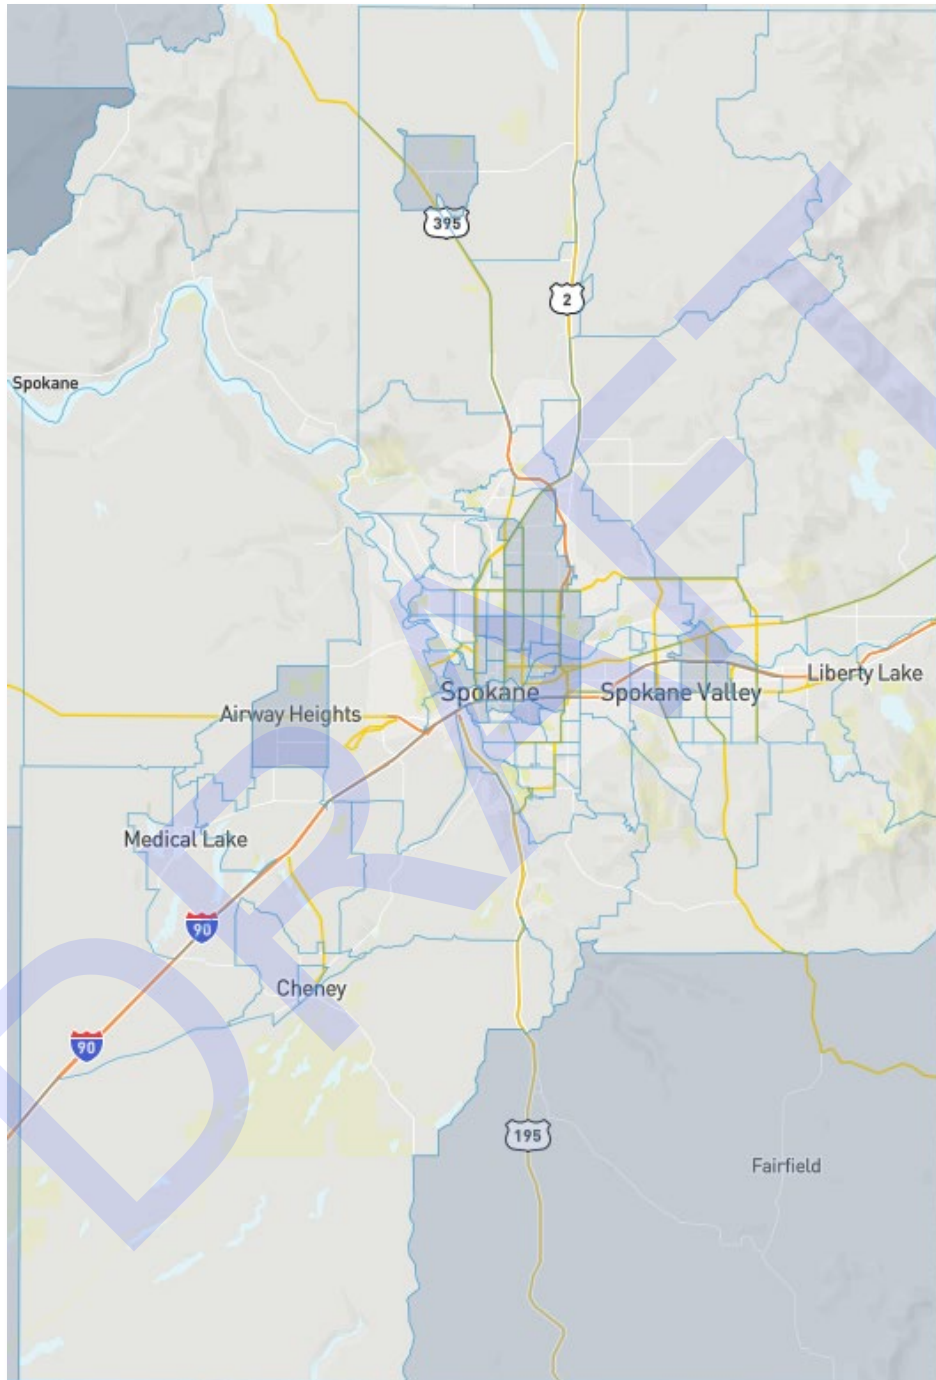 395
2
Spokane
Spokane
Spokane Valley
Liberty Lake
Airway Heights
Medical Lake
90
Cheney
90
195
Fairfield
DRAFT